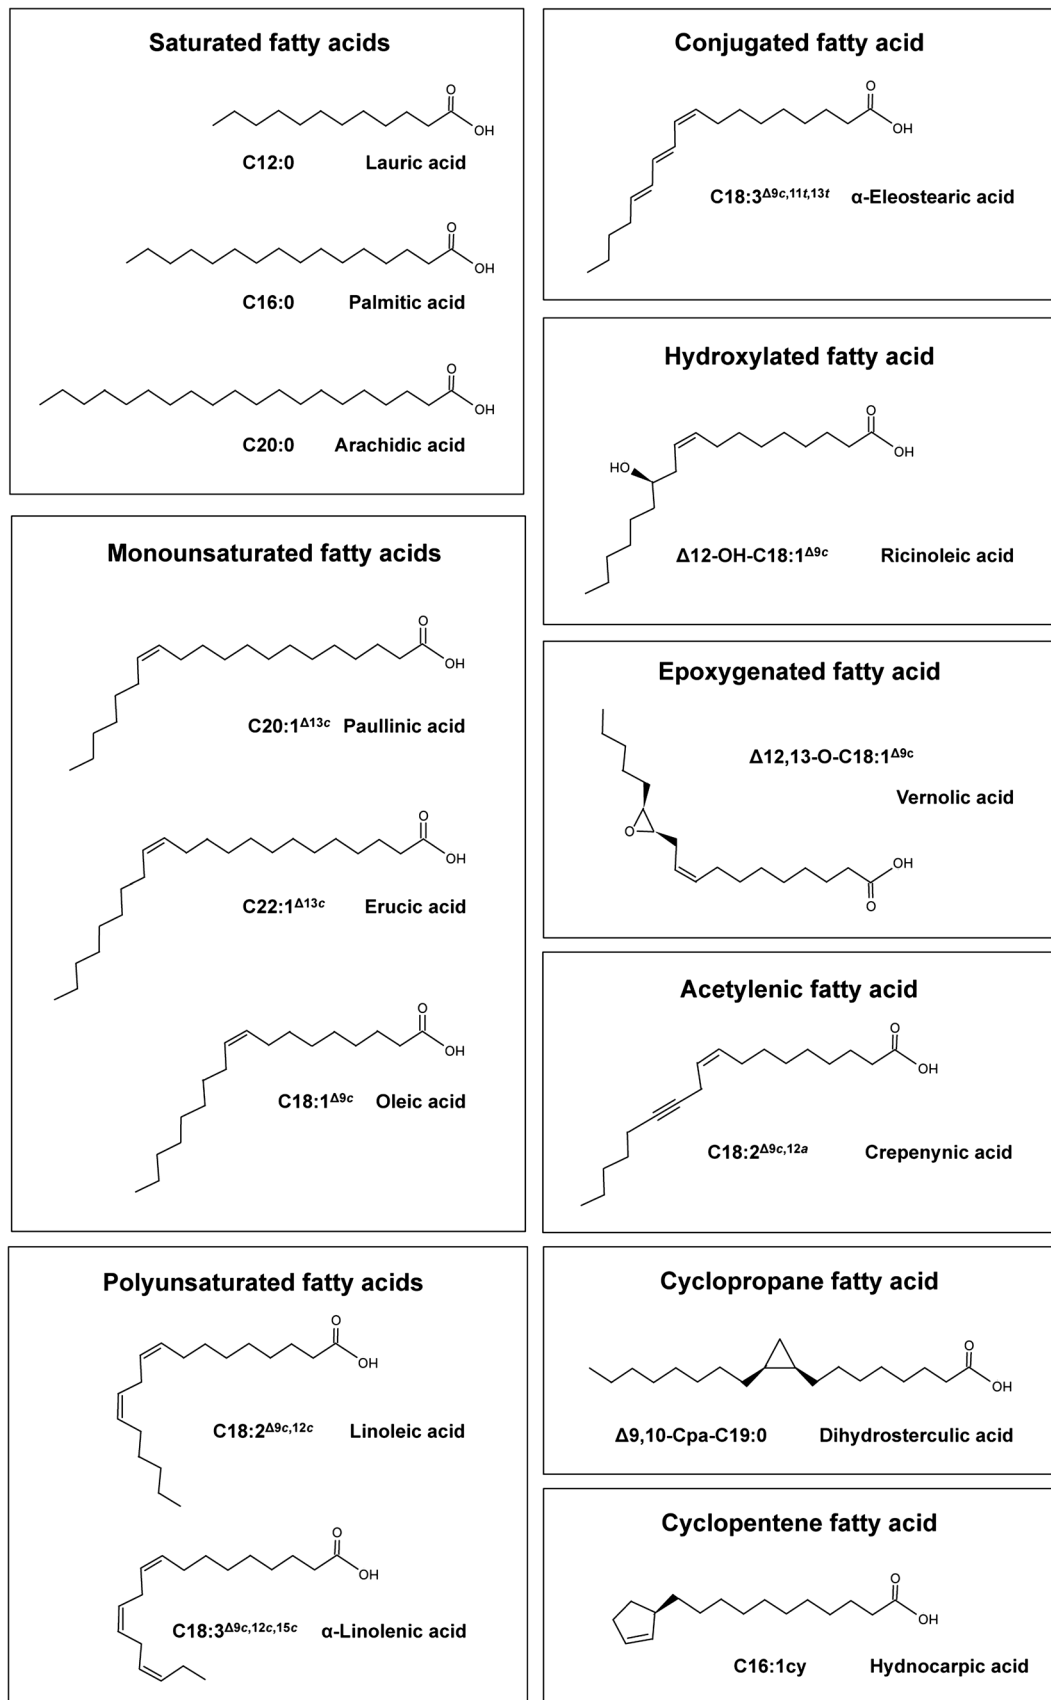 Saturated fatty acids
O
OH
C12:0 Lauric acid
O
OH
C16:0 Palmitic acid
O
OH
C20:0 Arachidic acid
Monounsaturated fatty acids
O
OH
C20:1Δ13c Paullinic acid
O
OH
C22:1Δ13c Erucic acid
O
OH
C18:1Δ9c Oleic acid
Polyunsaturated fatty acids
O
OH
C18:2Δ9c,12c Linoleic acid
O
OH
C18:3Δ9c,12c,15c α-Linolenic acid
Conjugated fatty acid
O
OH
C18:3Δ9c,11t,13t α-Eleostearic acid
Hydroxylated fatty acid
O
OH
HO
Δ12-OH-C18:1Δ9c Ricinoleic acid
Epoxygenated fatty acid
Δ12,13-O-C18:1Δ9c
Vernolic acid
O
OH
O
Acetylenic fatty acid
O
OH
C18:2Δ9c,12a Crepenynic acid
Cyclopropane fatty acid
O
OH
Δ9,10-Cpa-C19:0 Dihydrosterculic acid
Cyclopentene fatty acid
O
OH
C16:1cy Hydnocarpic acid